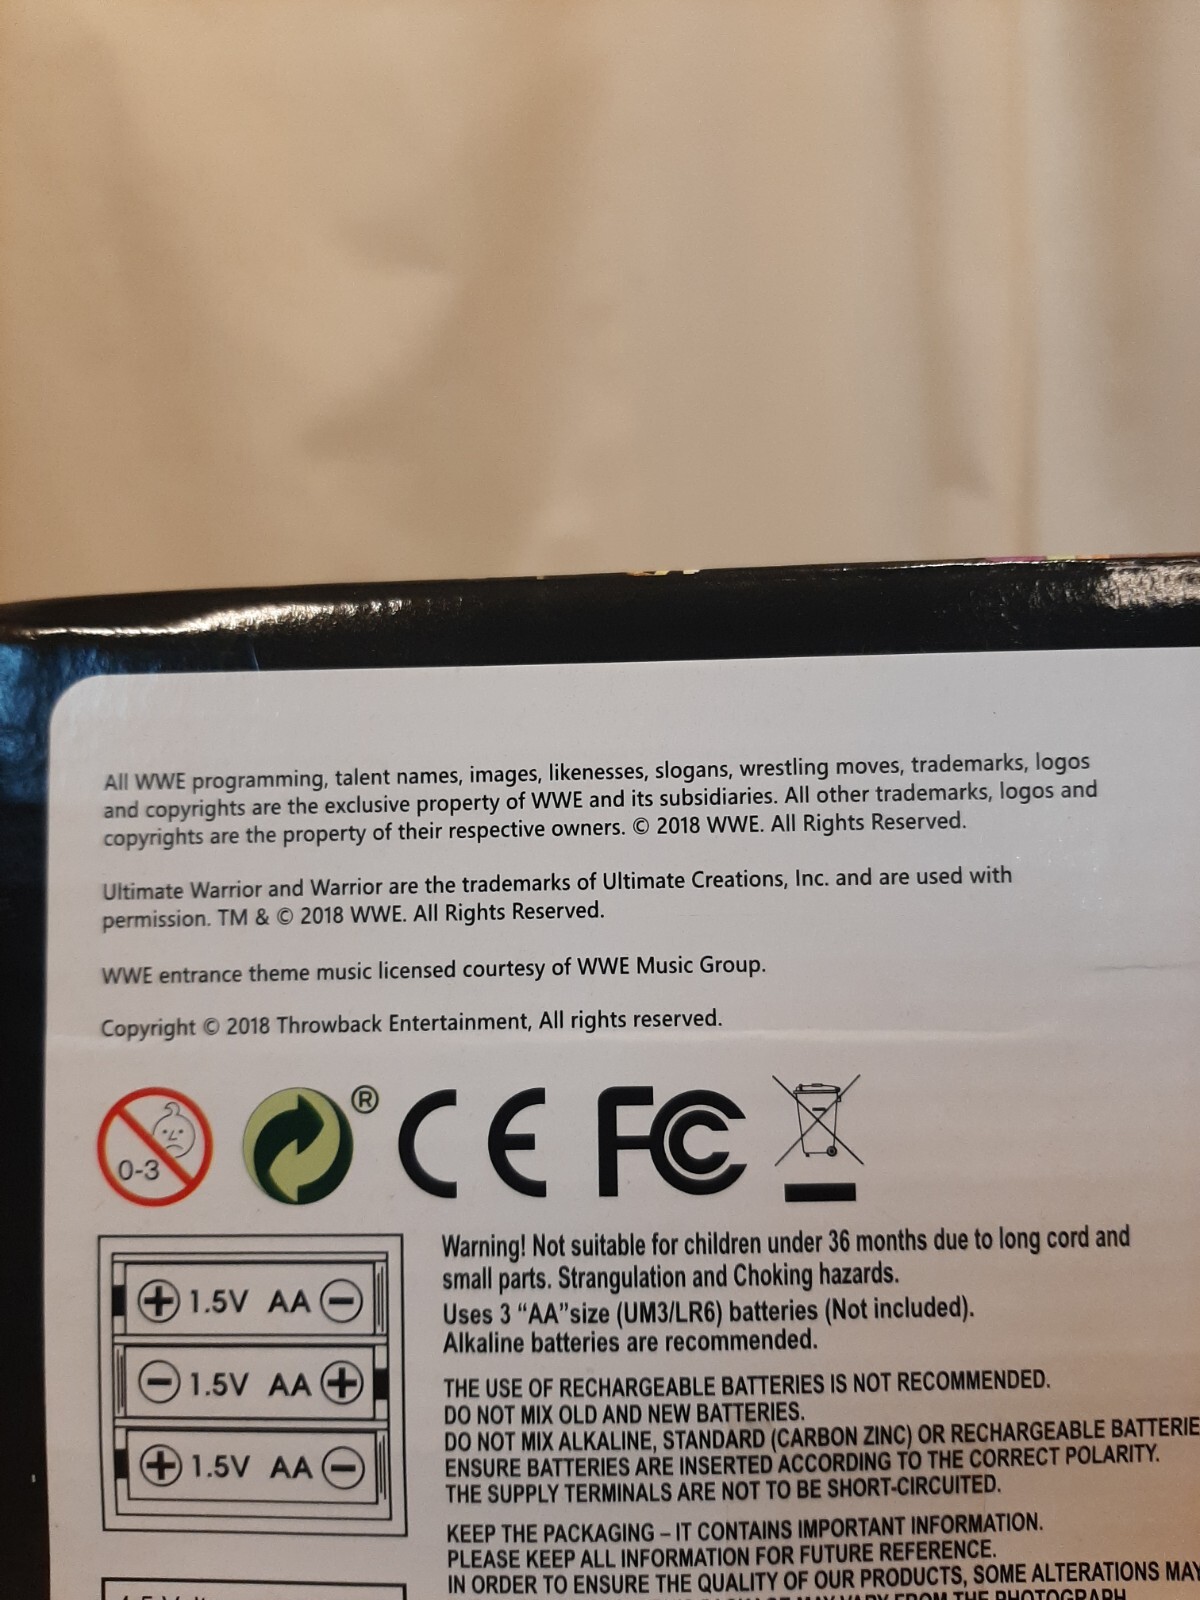 All WWE programming, talent names, images, likenesses, slogans, wrestling moves, trademarks, logos
and copyrights are the exclusive property of WWE and its subsidiaries. All other trademarks, logos and
copyrights are the property of their respective owners. © 2018 WWE. All Rights Reserved.
Ultimate Warrior and Warrior are the trademarks of Ultimate Creations, Inc. and are used with
permission. TM & © 2018 WWE. All Rights Reserved.
WWE entrance theme music licensed courtesy of WWE Music Group.
Copyright © 2018 Throwback Entertainment, All rights reserved.
0-3 ® CE FC
+ 1.5V AA −
− 1.5V AA +
+ 1.5V AA −
Warning! Not suitable for children under 36 months due to long cord and
small parts. Strangulation and Choking hazards.
Uses 3 “AA”size (UM3/LR6) batteries (Not included).
Alkaline batteries are recommended.
THE USE OF RECHARGEABLE BATTERIES IS NOT RECOMMENDED.
DO NOT MIX OLD AND NEW BATTERIES.
DO NOT MIX ALKALINE, STANDARD (CARBON ZINC) OR RECHARGEABLE BATTERIE
ENSURE BATTERIES ARE INSERTED ACCORDING TO THE CORRECT POLARITY.
THE SUPPLY TERMINALS ARE NOT TO BE SHORT-CIRCUITED.
KEEP THE PACKAGING – IT CONTAINS IMPORTANT INFORMATION.
PLEASE KEEP ALL INFORMATION FOR FUTURE REFERENCE.
IN ORDER TO ENSURE THE QUALITY OF OUR PRODUCTS, SOME ALTERATIONS MAY
MAY VARY FROM THE PHOTOGRAPH